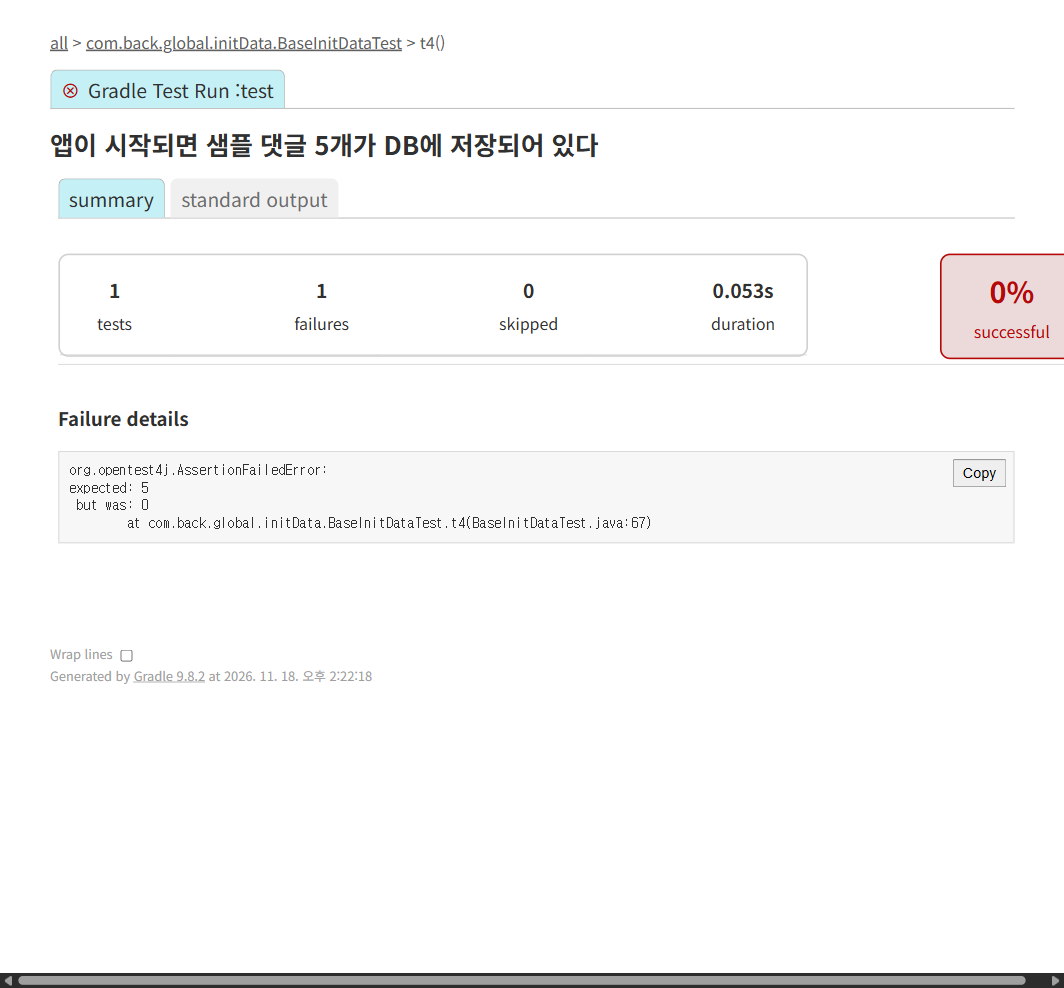 all > com.back.global.initData.BaseInitDataTest > t4()
Gradle Test Run :test
앱이 시작되면 샘플 댓글 5개가 DB에 저장되어 있다
summary standard output
1 1 0 0.053s 0%
tests failures skipped duration successful
Failure details
org.opentest4j.AssertionFailedError:
Copy
expected: 5
but was: 0
at com.back.global.initData.BaseInitDataTest.t4(BaseInitDataTest.java:67)
Wrap lines
Generated by Gradle 9.8.2 at 2026. 11. 18. 오후 2:22:18